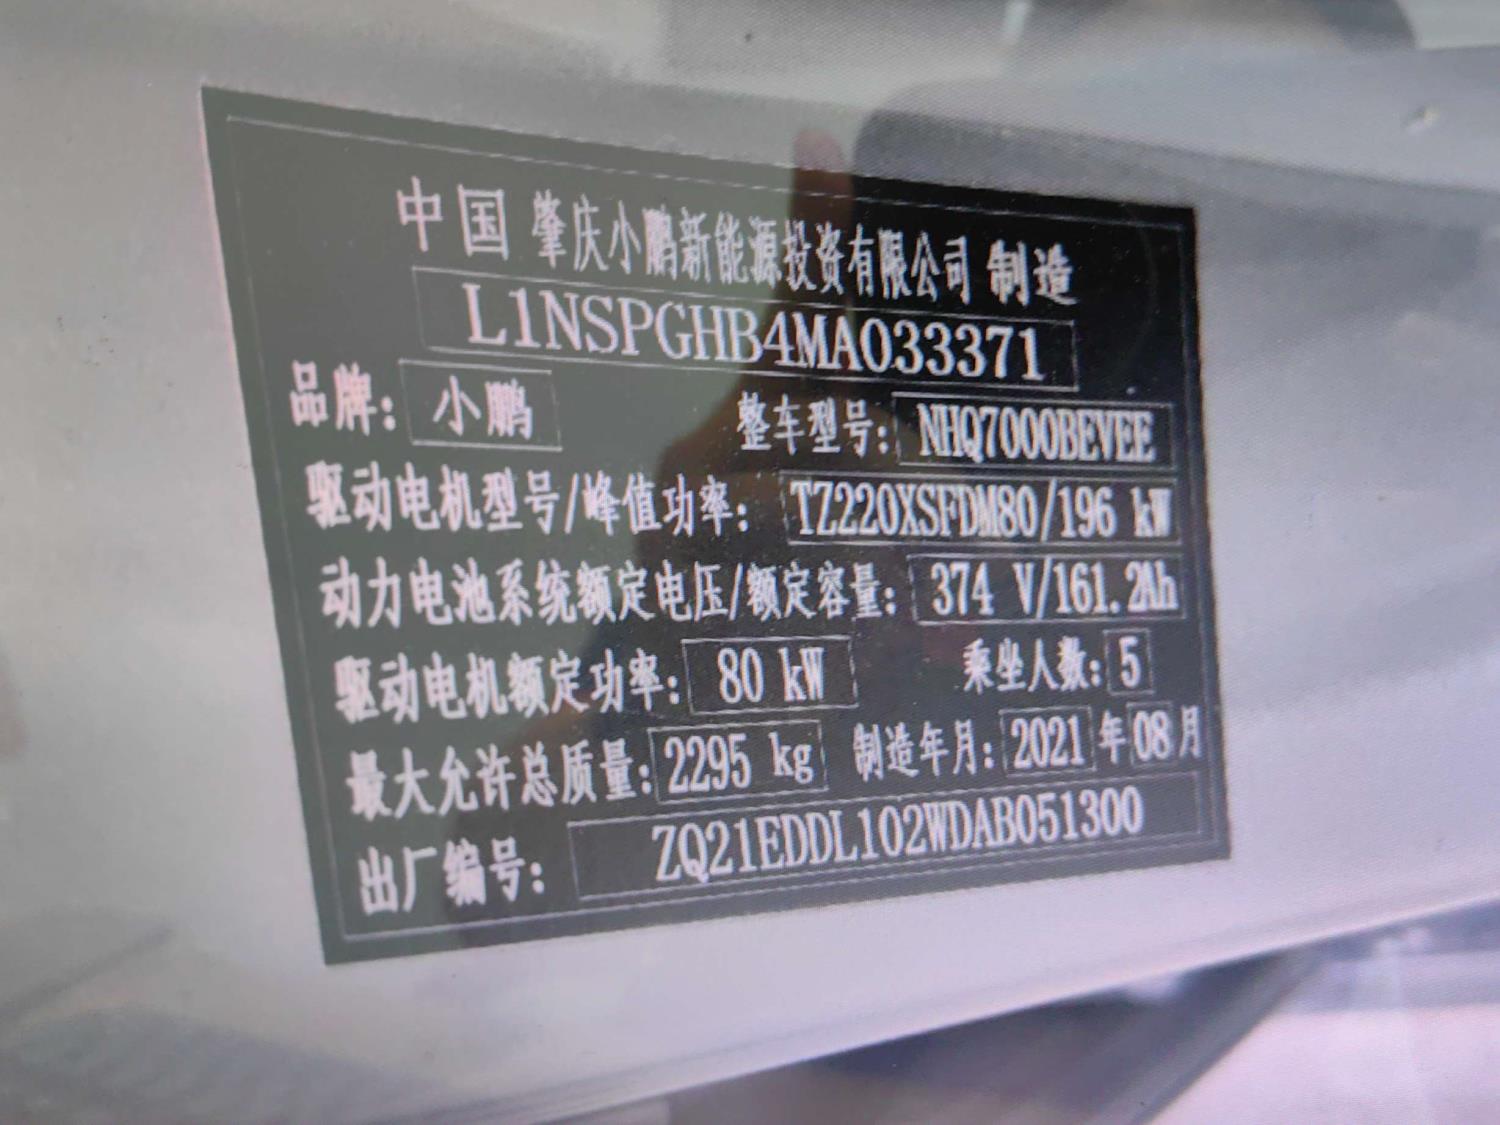 中国 肇庆小鹏新能源投资有限公司 制造
L1NSPGHB4MA033371
品牌: 小鹏 整车型号: NHQ7000BEVEE
驱动电机型号/峰值功率: TZ220XSFDM80/196 kW
动力电池系统额定电压/额定容量: 374 V/161.2Ah
驱动电机额定功率: 80 kW 乘坐人数: 5
最大允许总质量: 2295 kg 制造年月: 2021 年 08 月
出厂编号: ZQ21EDDL102WDAB051300